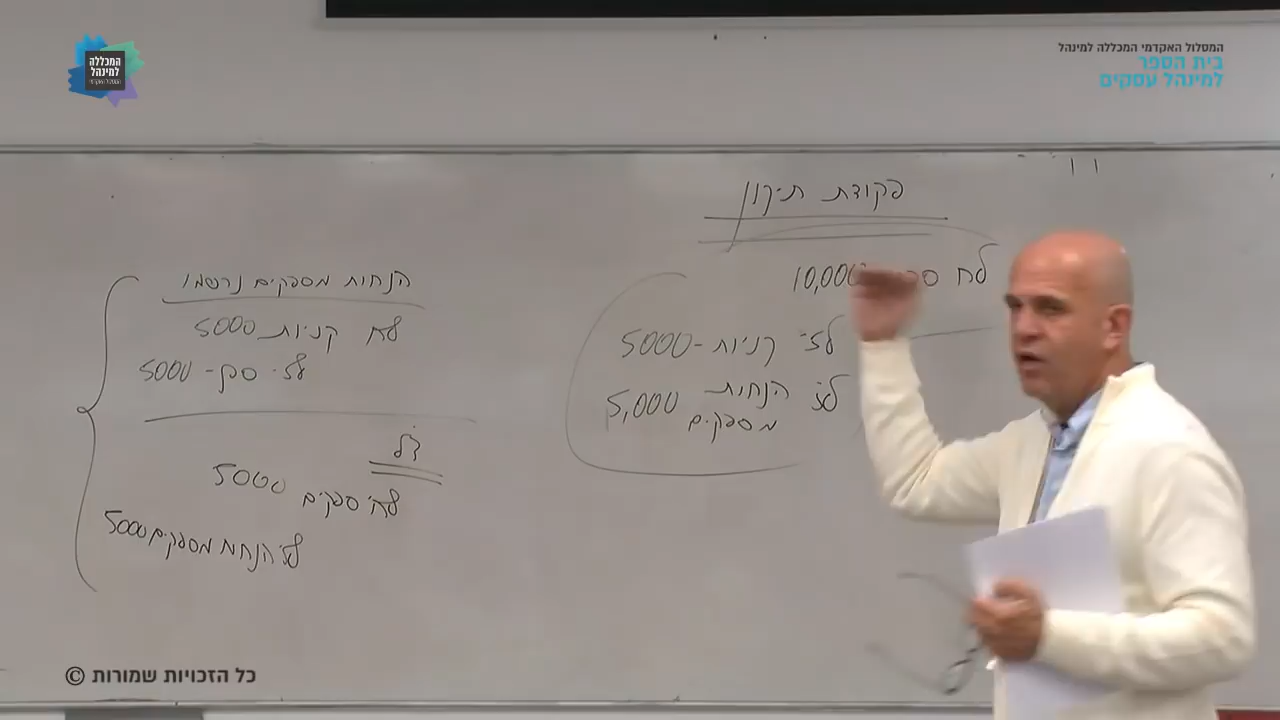 המכללה
למינהל
המסלול האקדמי המכללה למינהל
בית הספר
למינהל עסקים
פקודת תיקון
לח 10,000
לז' קניות - 5000
לז' הנחות 5,000
מספקים
הנחות מספקים נרשמו
לח קניות 5000
לז' ספק - 5000
צ"ל
לח' ספקים 5000
לז' הנחות מספקים 5000
כל הזכויות שמורות ©